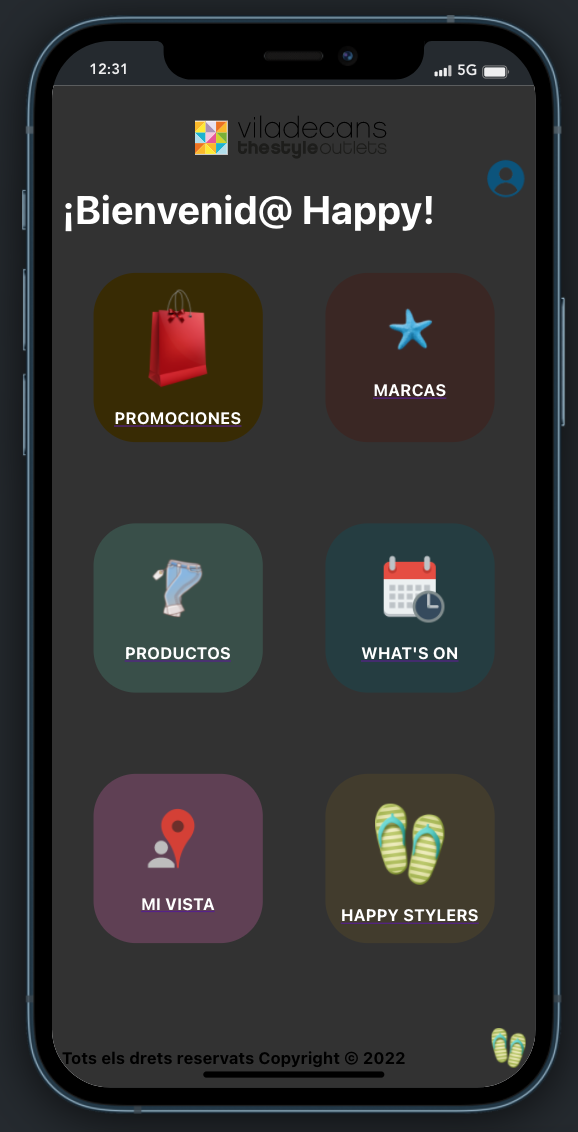 12:31
5G
viladecans
thestyleoutlets
¡Bienvenid@ Happy!
PROMOCIONES
MARCAS
PRODUCTOS
WHAT'S ON
MI VISTA
HAPPY STYLERS
Tots els drets reservats Copyright © 2022